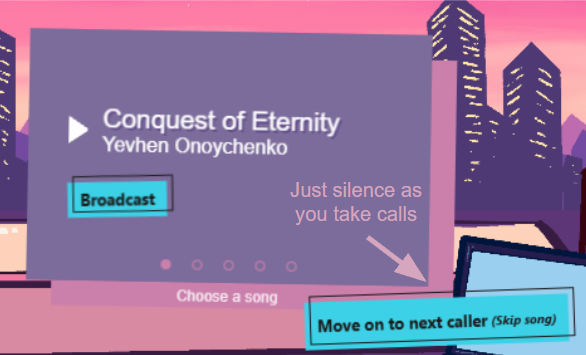 Conquest of Eternity
Yevhen Onoychenko
Broadcast
Just silence as
you take calls
Choose a song
Move on to next caller (Skip song)